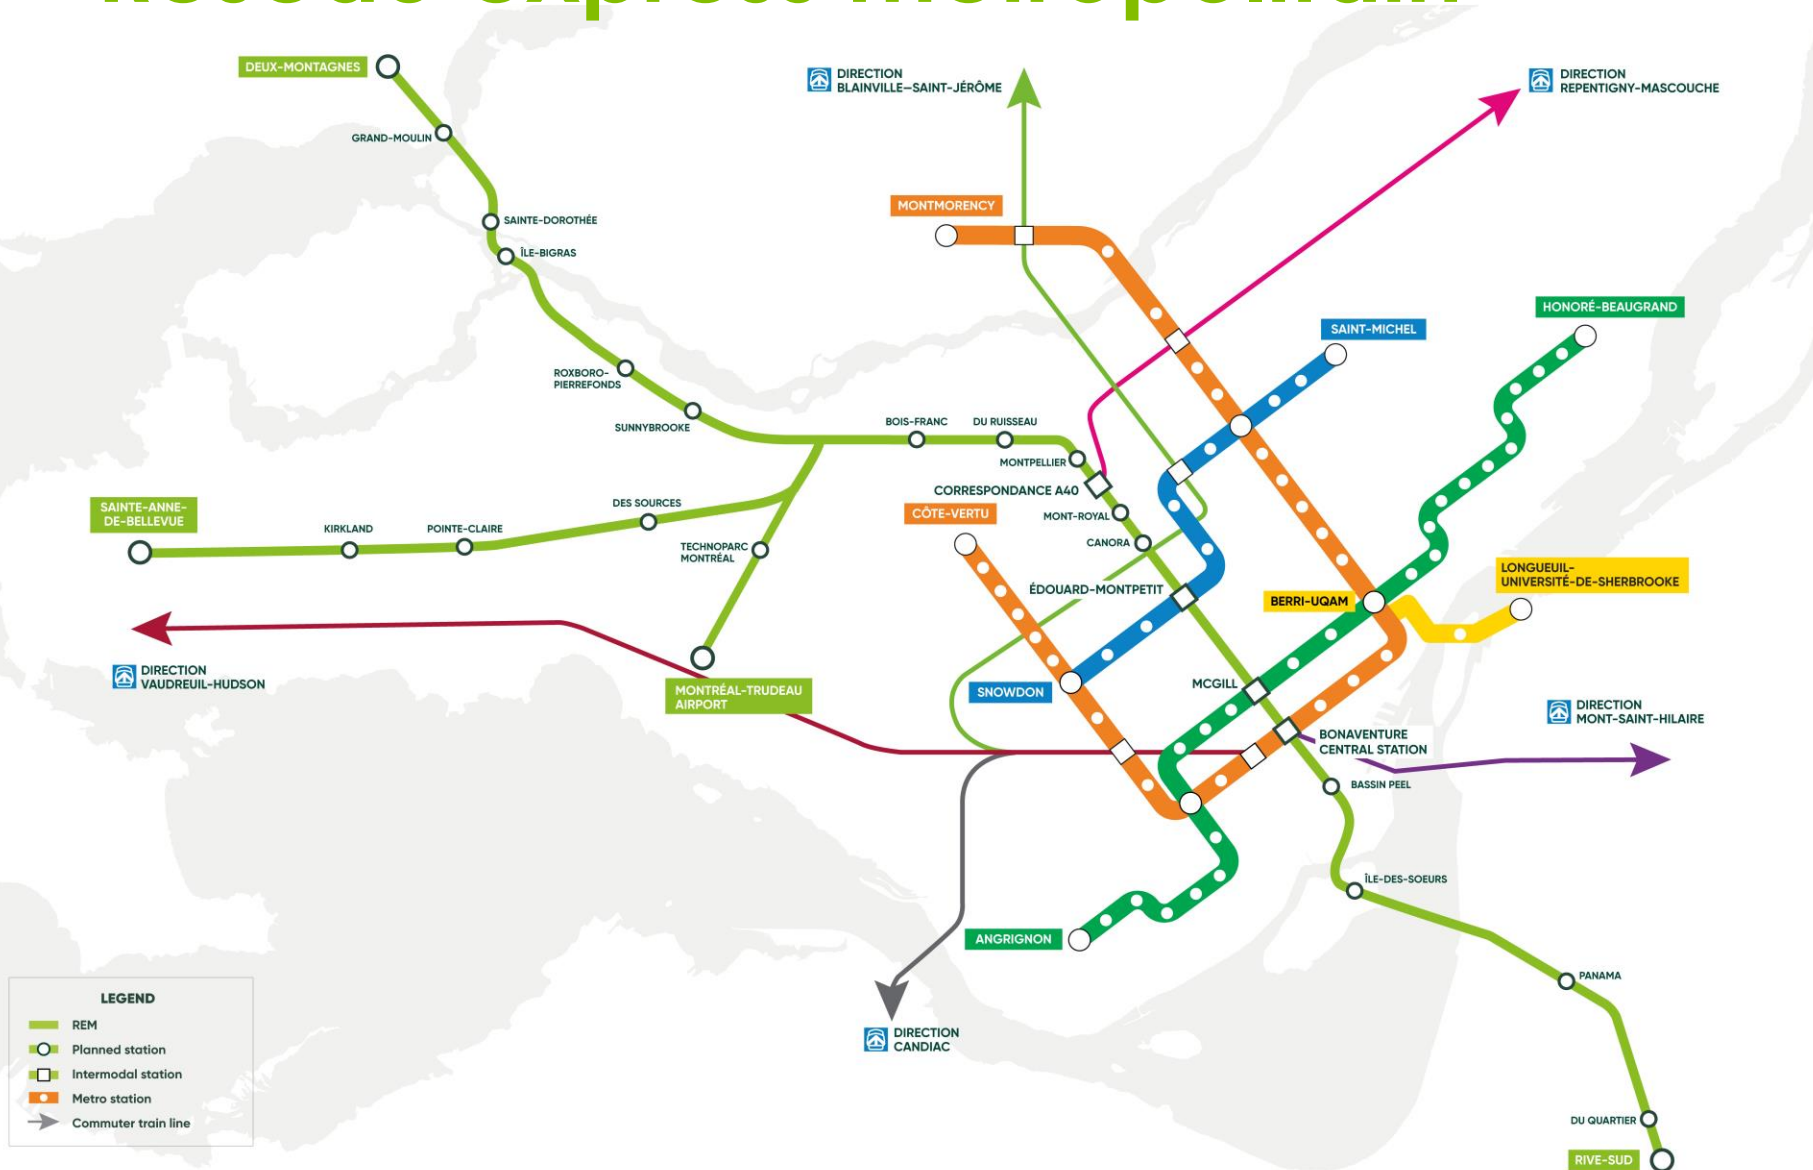 Réseau express métropolitain
DEUX-MONTAGNES
GRAND-MOULIN
SAINTE-DOROTHÉE
ÎLE-BIGRAS
ROXBORO-
PIERREFONDS
SUNNYBROOKE
BOIS-FRANC
DU RUISSEAU
MONTPELLIER
CORRESPONDANCE A40
MONT-ROYAL
CANORA
ÉDOUARD-MONTPETIT
MCGILL
BONAVENTURE
CENTRAL STATION
BASSIN PEEL
ÎLE-DES-SOEURS
PANAMA
DU QUARTIER
RIVE-SUD
SAINTE-ANNE-
DE-BELLEVUE
KIRKLAND
POINTE-CLAIRE
DES SOURCES
TECHNOPARC
MONTRÉAL
MONTRÉAL-TRUDEAU
AIRPORT
DIRECTION
BLAINVILLE–SAINT-JÉRÔME
DIRECTION
REPENTIGNY-MASCOUCHE
MONTMORENCY
SAINT-MICHEL
HONORÉ-BEAUGRAND
CÔTE-VERTU
SNOWDON
BERRI-UQAM
LONGUEUIL-
UNIVERSITÉ-DE-SHERBROOKE
ANGRIGNON
DIRECTION
VAUDREUIL-HUDSON
DIRECTION
MONT-SAINT-HILAIRE
DIRECTION
CANDIAC
LEGEND
REM
Planned station
Intermodal station
Metro station
Commuter train line